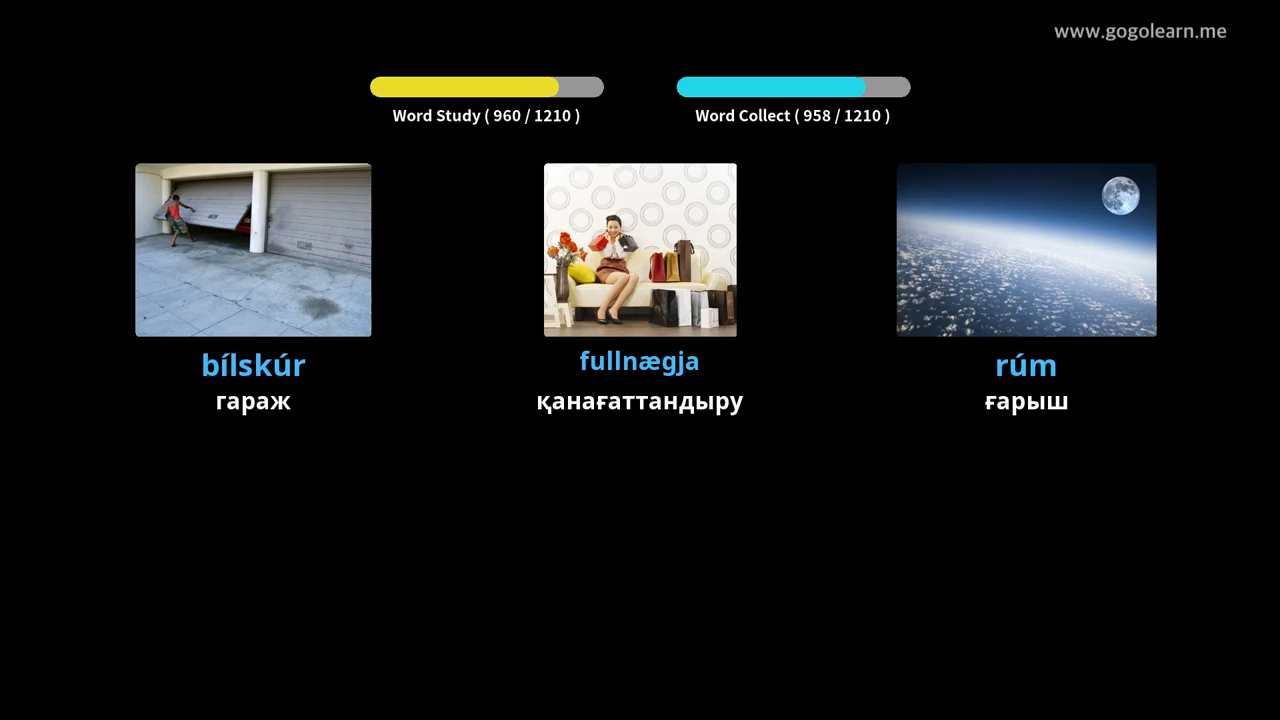 www.gogolearn.me
Word Study ( 960 / 1210 )
Word Collect ( 958 / 1210 )
bílskúr
гараж
fullnægja
қанағаттандыру
rúm
ғарыш